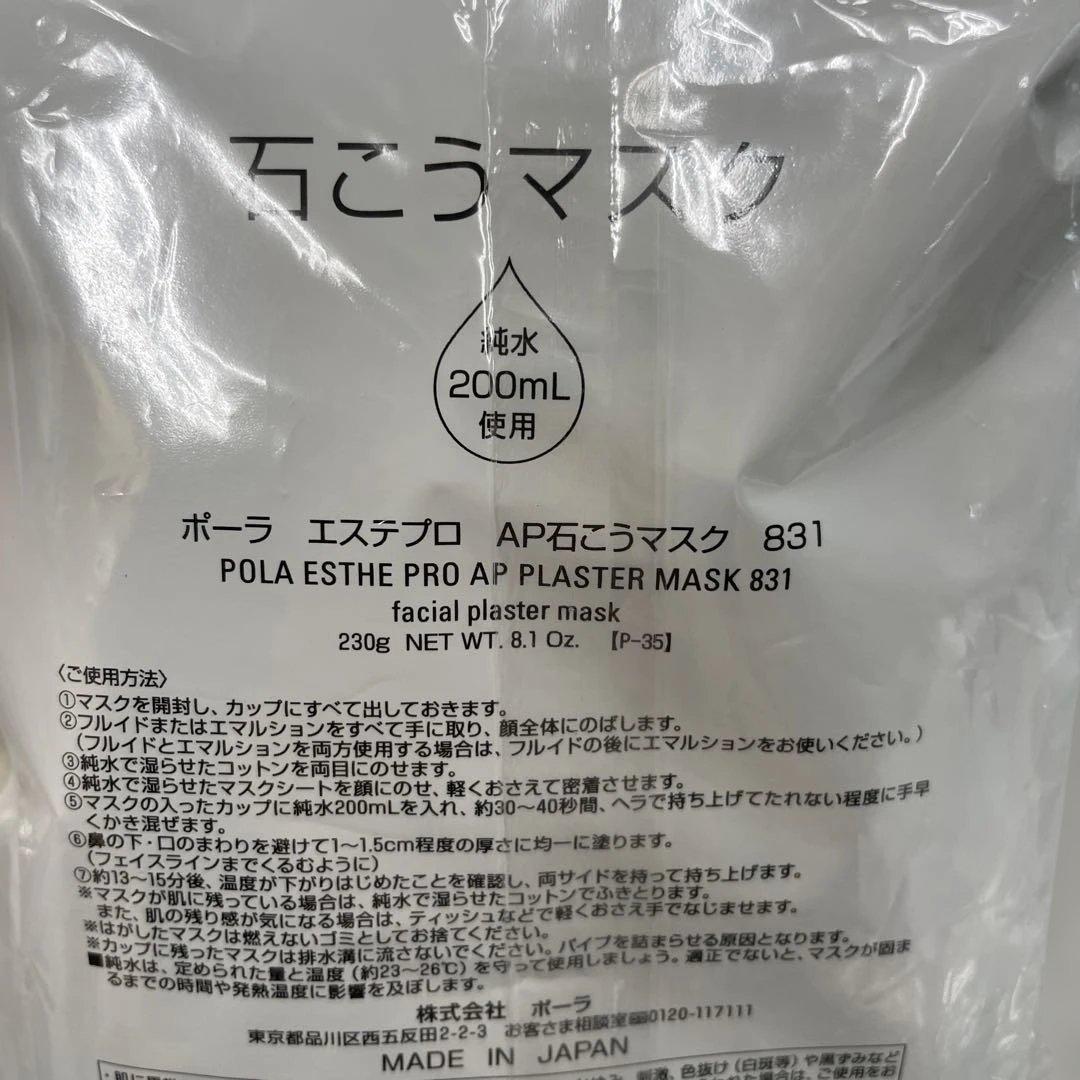 石こうマスク
純水
200mL
使用
ポーラ エステプロ AP石こうマスク 831
POLA ESTHE PRO AP PLASTER MASK 831
facial plaster mask
230g NET WT. 8.1 Oz. 【P-35】
〈ご使用方法〉
①マスクを開封し、カップにすべて出しておきます。
②フルイドまたはエマルションをすべて手に取り、顔全体にのばします。
(フルイドとエマルションを両方使用する場合は、フルイドの後にエマルションをお使いください。)
③純水で湿らせたコットンを両目にのせます。
④純水で湿らせたマスクシートを顔にのせ、軽くおさえて密着させます。
⑤マスクの入ったカップに純水200mLを入れ、約30〜40秒間、ヘラで持ち上げてたれない程度に手早
くかき混ぜます。
⑥鼻の下・口のまわりを避けて1〜1.5cm程度の厚さに均一に塗ります。
(フェイスラインまでくるむように)
⑦約13〜15分後、温度が下がりはじめたことを確認し、両サイドを持って持ち上げます。
※マスクが肌に残っている場合は、純水で湿らせたコットンでふきとります。
また、肌の残り感が気になる場合は、ティッシュなどで軽くおさえ手でなじませます。
※はがしたマスクは燃えないゴミとしてお捨てください。
※カップに残ったマスクは排水溝に流さないでください。パイプを詰まらせる原因となります。
■純水は、定められた量と温度(約23〜26℃)を守って使用しましょう。適正でないと、マスクが固ま
るまでの時間や発熱温度に影響を及ぼします。
株式会社 ポーラ
東京都品川区西五反田2-2-3 お客さま相談室 0120-117111
MADE IN JAPAN
刺激、色抜け(白斑等)や黒ずみなど
場合は、ご使用をお